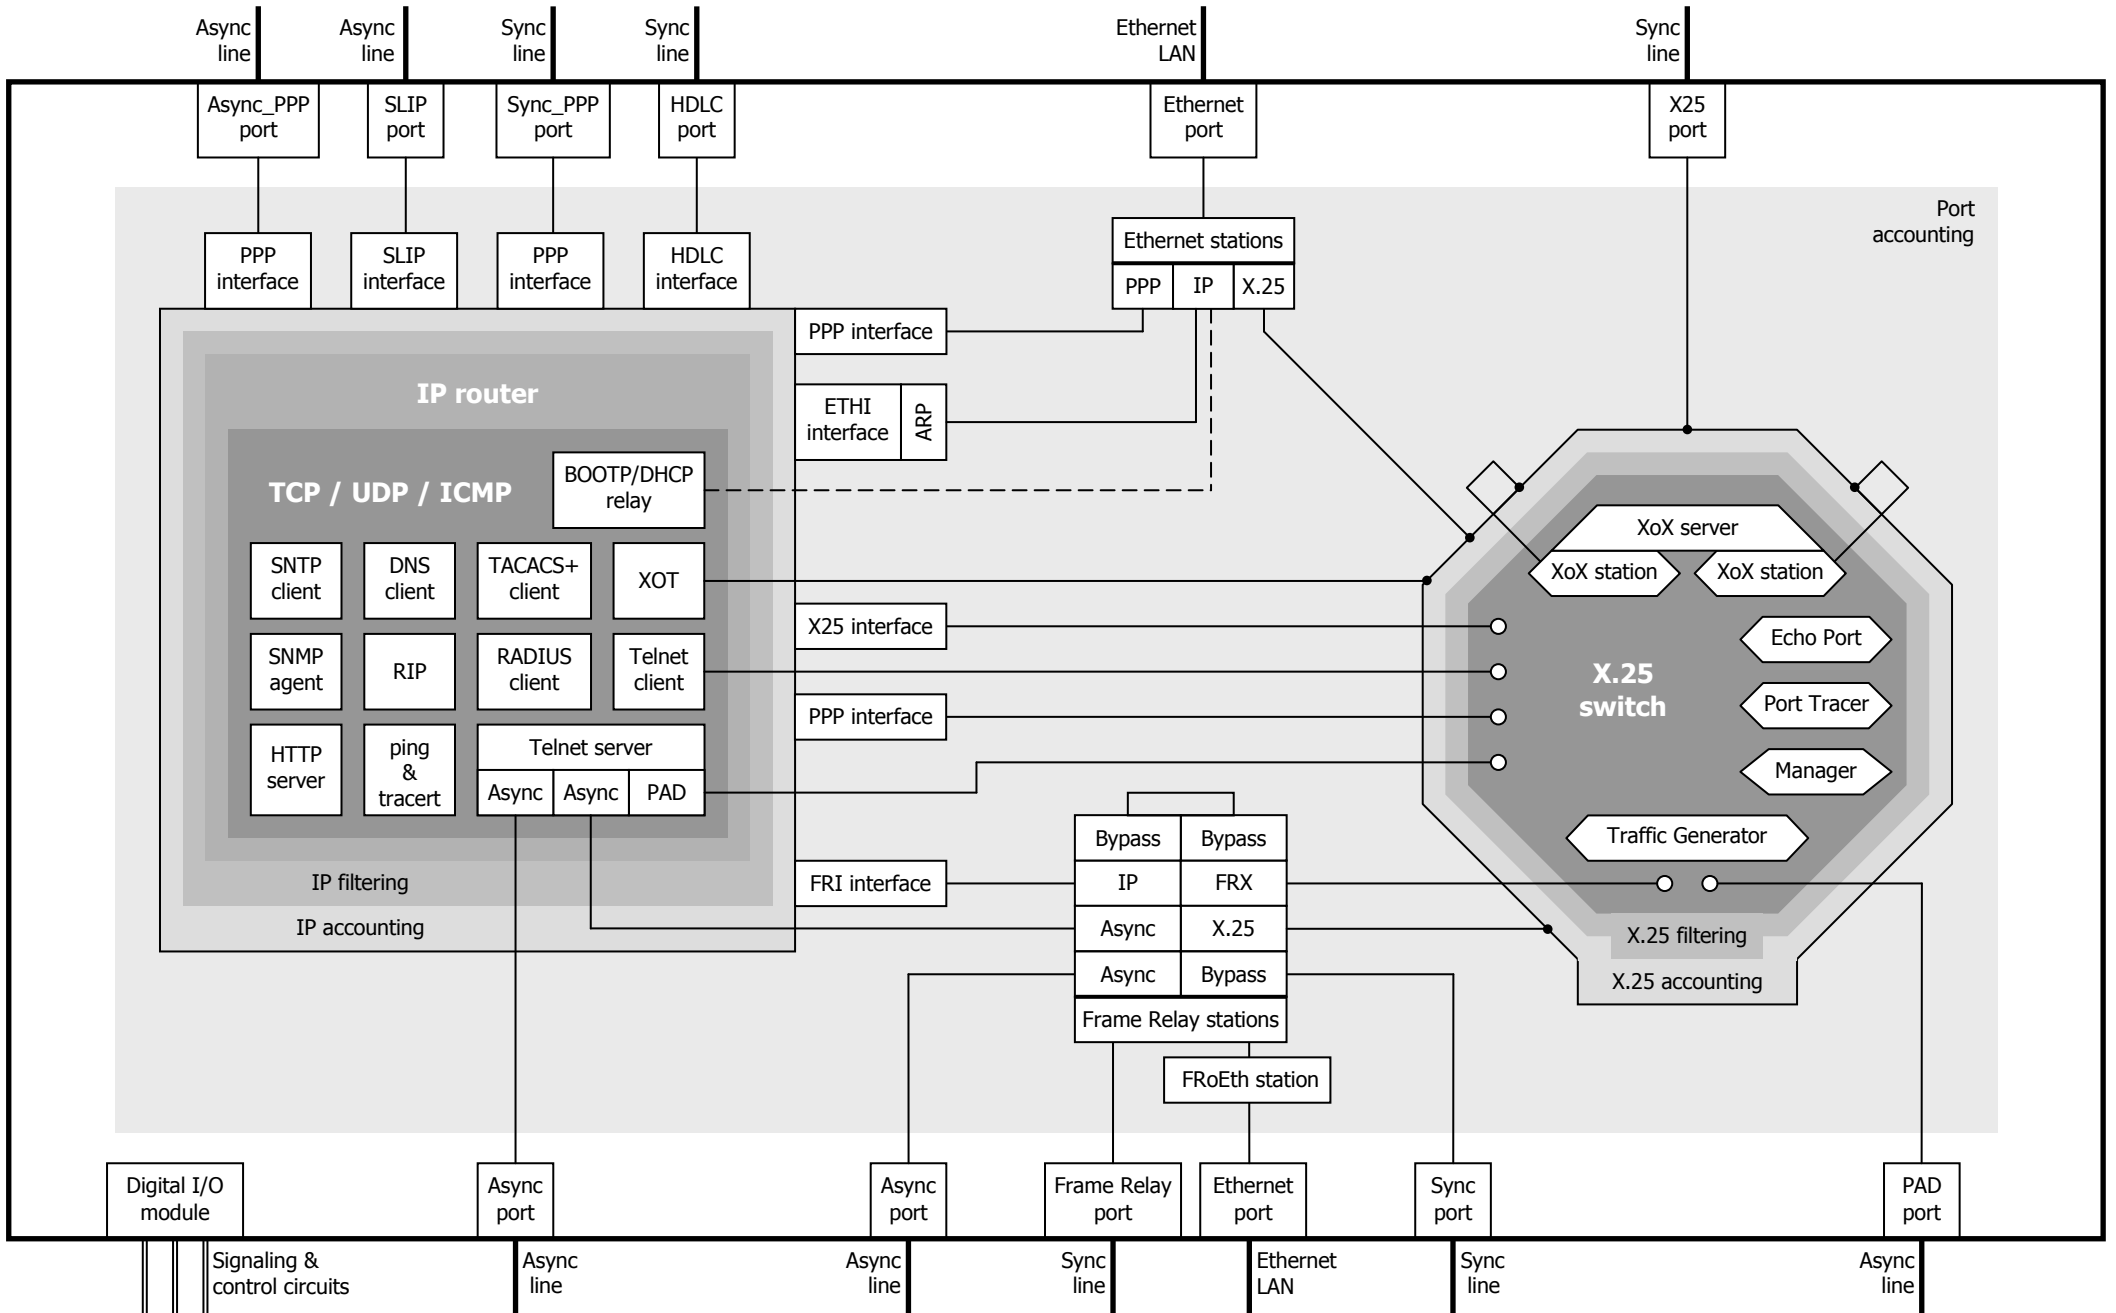 Async
line
Async
line
Sync
line
Sync
line
Ethernet
LAN
Sync
line
Async_PPP
port
SLIP
port
Sync_PPP
port
HDLC
port
Ethernet
port
X25
port
Port
accounting
PPP
interface
SLIP
interface
PPP
interface
HDLC
interface
Ethernet stations
PPP
IP
X.25
PPP interface
ETHI
interface
ARP
IP router
TCP / UDP / ICMP
BOOTP/DHCP
relay
SNTP
client
DNS
client
TACACS+
client
XOT
SNMP
agent
RIP
RADIUS
client
Telnet
client
HTTP
server
ping
&
tracert
Telnet server
Async
Async
PAD
IP filtering
IP accounting
X25 interface
PPP interface
FRI interface
XoX server
XoX station
XoX station
Echo Port
X.25
switch
Port Tracer
Manager
Traffic Generator
X.25 filtering
X.25 accounting
Bypass
Bypass
IP
FRX
Async
X.25
Async
Bypass
Frame Relay stations
FRoEth station
Digital I/O
module
Async
port
Async
port
Frame Relay
port
Ethernet
port
Sync
port
PAD
port
Signaling &
control circuits
Async
line
Async
line
Sync
line
Ethernet
LAN
Sync
line
Async
line